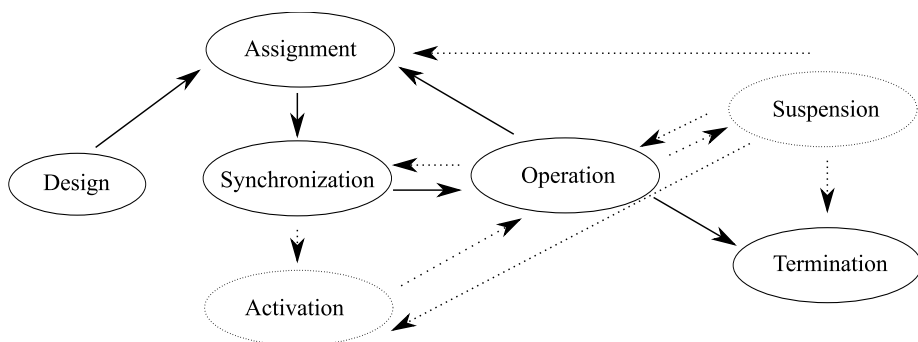 Assignment
Suspension
Design
Synchronization
Operation
Termination
Activation